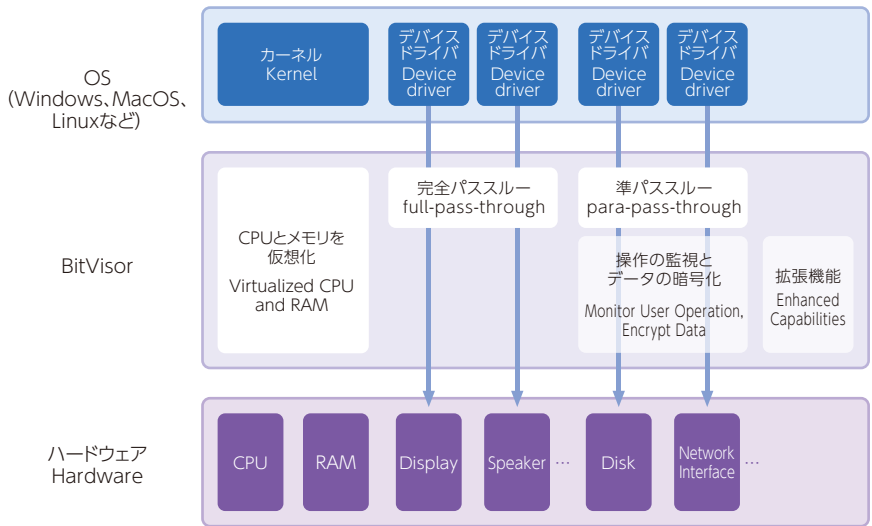 OS
(Windows、MacOS、
Linuxなど)
カーネル
Kernel
デバイス
ドライバ
Device
driver
デバイス
ドライバ
Device
driver
デバイス
ドライバ
Device
driver
デバイス
ドライバ
Device
driver
BitVisor
CPUとメモリを
仮想化
Virtualized CPU
and RAM
完全パススルー
full-pass-through
準パススルー
para-pass-through
操作の監視と
データの暗号化
Monitor User Operation,
Encrypt Data
拡張機能
Enhanced
Capabilities
ハードウェア
Hardware
CPU
RAM
Display
Speaker
…
Disk
Network
Interface
…